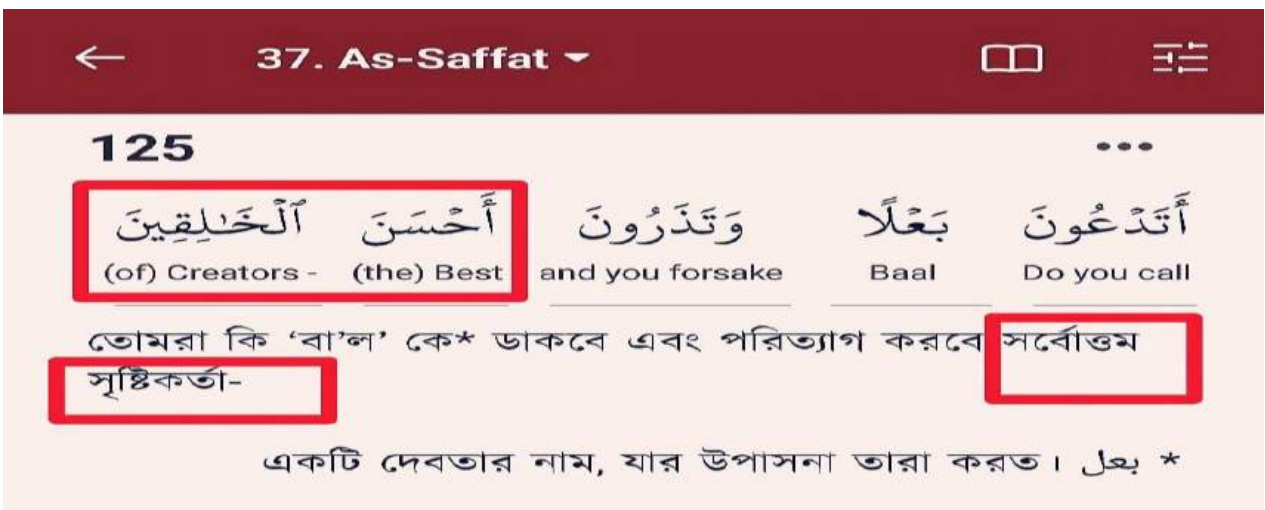 37. As-Saffat
125
أَتَدْعُونَ بَعْلًا وَتَذَرُونَ أَحْسَنَ ٱلْخَـٰلِقِينَ
(of) Creators - (the) Best and you forsake Baal Do you call
তোমরা কি ‘বা’ল’ কে* ডাকবে এবং পরিত্যাগ করবে সর্বোত্তম
সৃষ্টিকর্তা-
* بعل একটি দেবতার নাম, যার উপাসনা তারা করত।